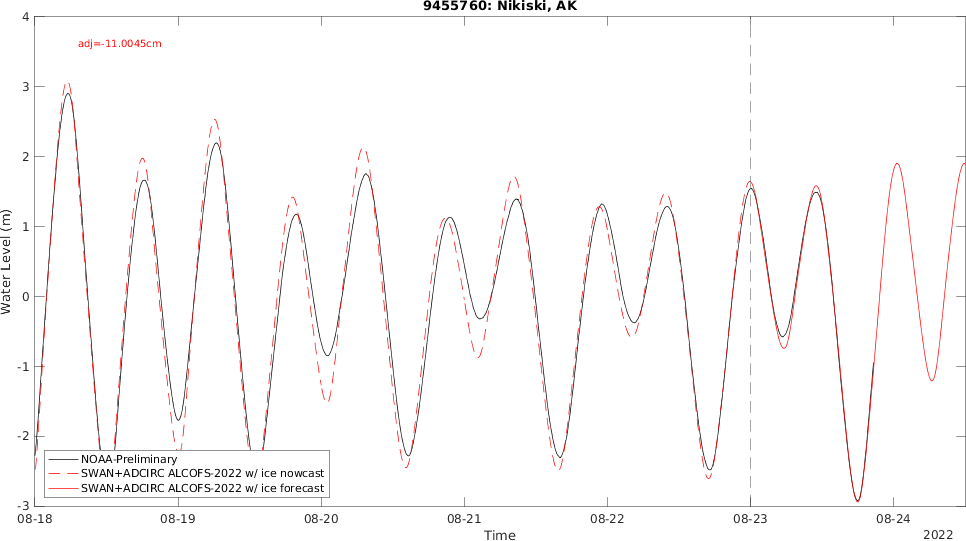 9455760: Nikiski, AK
adj=-11.0045cm
Water Level (m)
4
3
2
1
0
-1
-2
-3
NOAA-Preliminary
SWAN+ADCIRC ALCOFS-2022 w/ ice nowcast
SWAN+ADCIRC ALCOFS-2022 w/ ice forecast
08-18 08-19 08-20 08-21 08-22 08-23 08-24
Time
2022